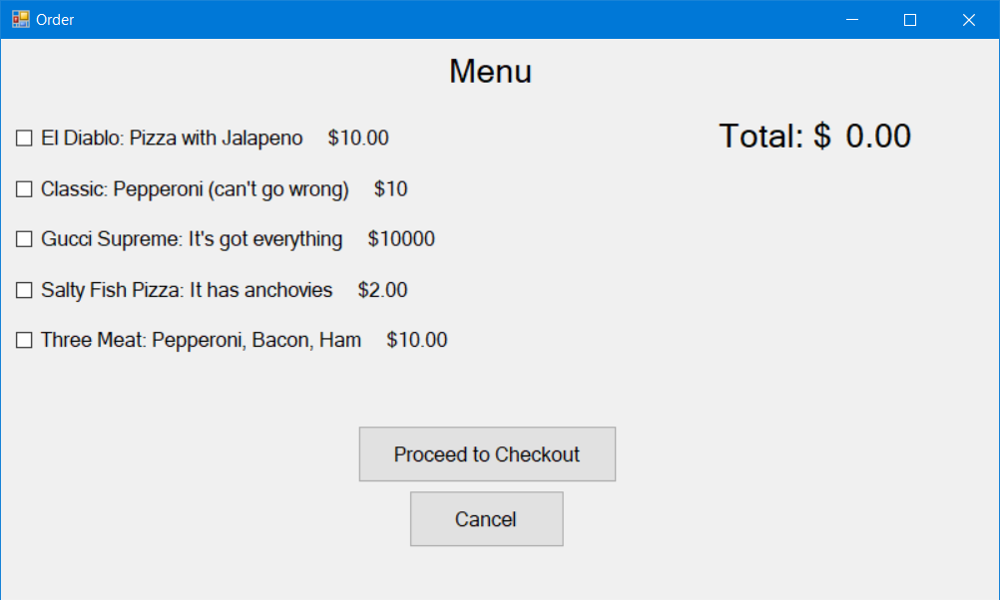 Order
Menu
El Diablo: Pizza with Jalapeno $10.00
Total: $ 0.00
Classic: Pepperoni (can't go wrong) $10
Gucci Supreme: It's got everything $10000
Salty Fish Pizza: It has anchovies $2.00
Three Meat: Pepperoni, Bacon, Ham $10.00
Proceed to Checkout
Cancel